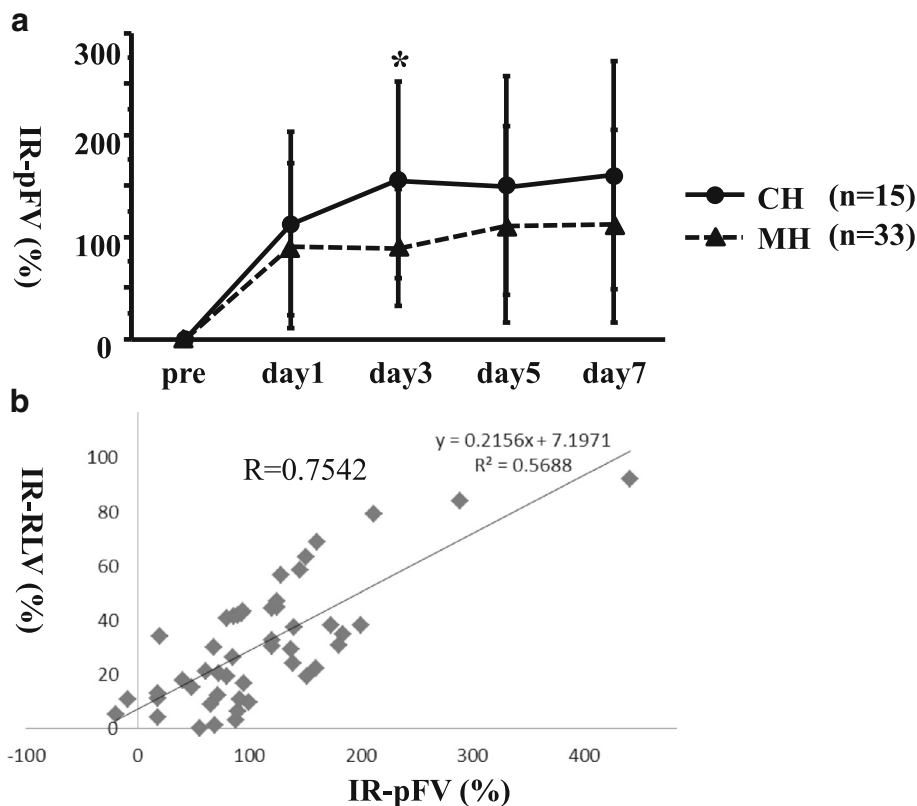 a
300
200
100
0
IR-pFV (%)
*
pre day1 day3 day5 day7
CH (n=15)
MH (n=33)
b
100
80
60
40
20
0
IR-RLV (%)
R=0.7542
y = 0.2156x + 7.1971
R² = 0.5688
-100 0 100 200 300 400
IR-pFV (%)